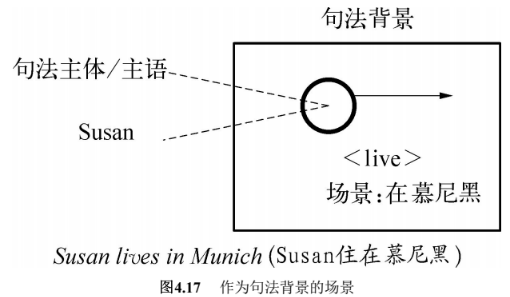 句法背景
句法主体/主语
Susan
<live>
场景:在慕尼黑
Susan lives in Munich (Susan住在慕尼黑)
图4.17 作为句法背景的场景